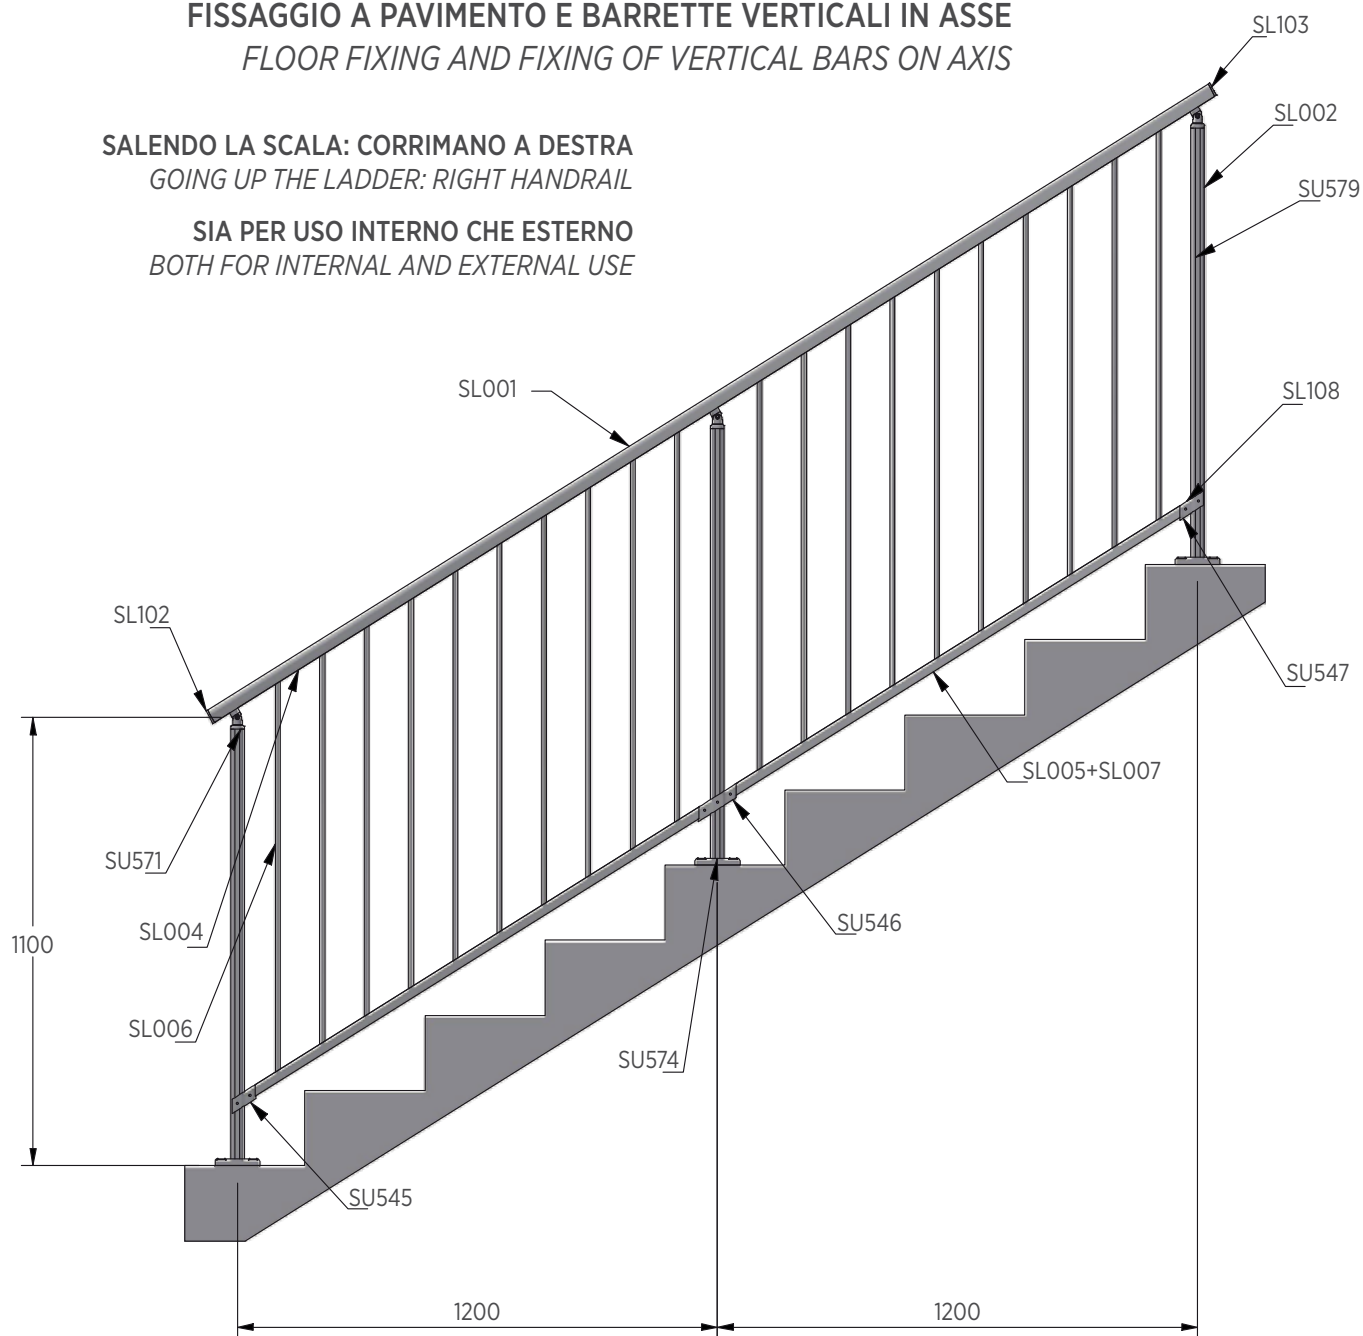 FISSAGGIO A PAVIMENTO E BARRETTE VERTICALI IN ASSE
FLOOR FIXING AND FIXING OF VERTICAL BARS ON AXIS
SL103
SL002
SALENDO LA SCALA: CORRIMANO A DESTRA
GOING UP THE LADDER: RIGHT HANDRAIL
SU579
SIA PER USO INTERNO CHE ESTERNO
BOTH FOR INTERNAL AND EXTERNAL USE
SL001
SL108
SL102
SU547
SL005+SL007
SU571
SU546
SL004
1100
SL006
SU574
SU545
1200
1200